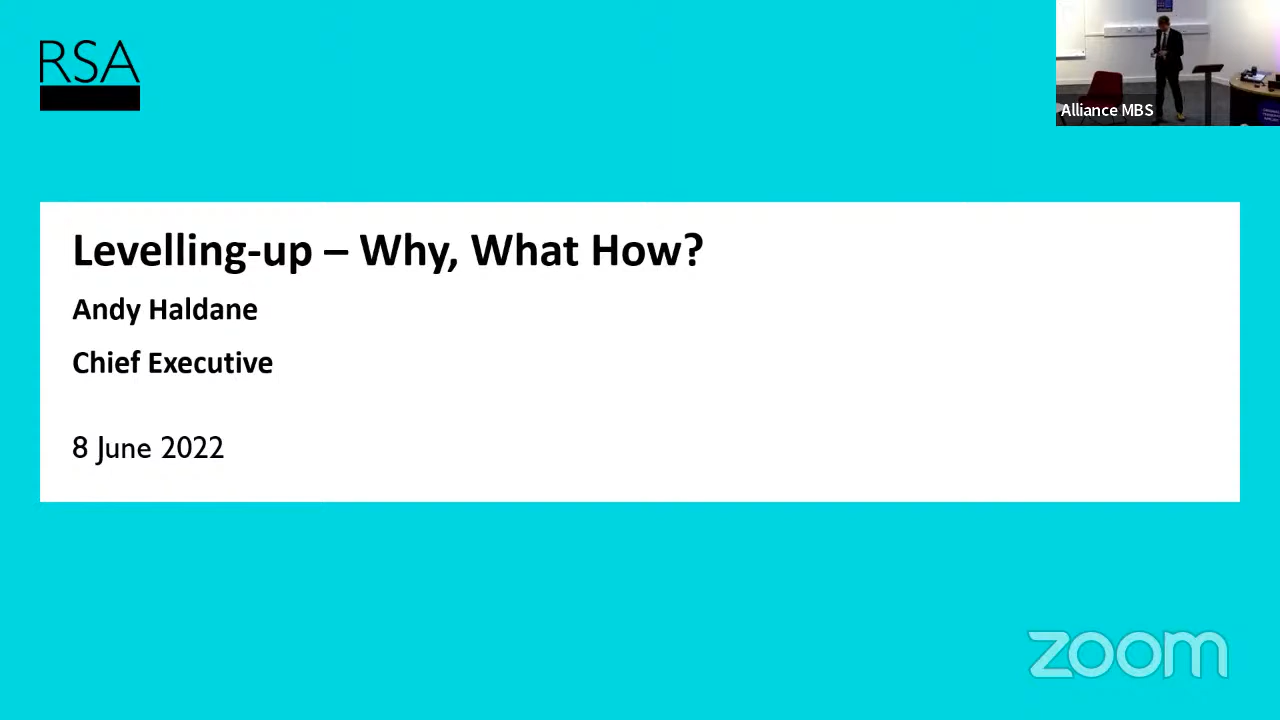 RSA
Alliance MBS
Levelling-up – Why, What How?
Andy Haldane
Chief Executive
8 June 2022
zoom